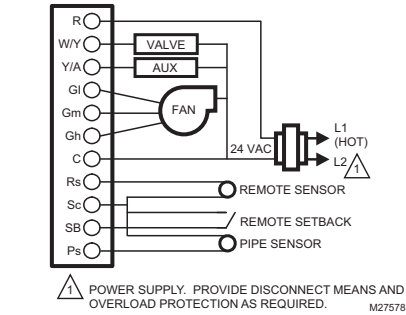 R
W/Y VALVE
Y/A AUX
Gl
Gm FAN
Gh
C 24 VAC
L1
(HOT)
L2 1
Rs REMOTE SENSOR
Sc
SB REMOTE SETBACK
Ps PIPE SENSOR
1 POWER SUPPLY. PROVIDE DISCONNECT MEANS AND
OVERLOAD PROTECTION AS REQUIRED.
M27578